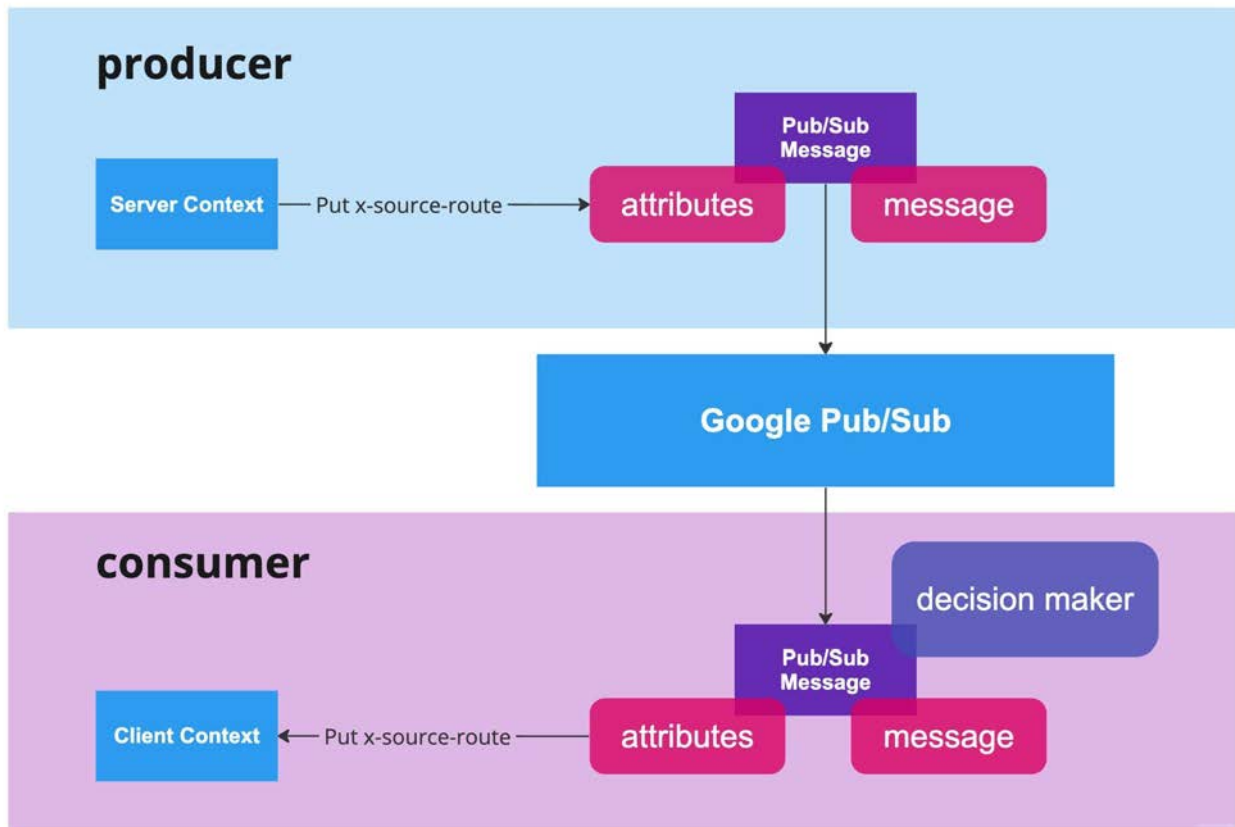 producer
Pub/Sub
Message
Server Context
Put x-source-route
attributes
message
Google Pub/Sub
consumer
decision maker
Pub/Sub
Message
Client Context
Put x-source-route
attributes
message